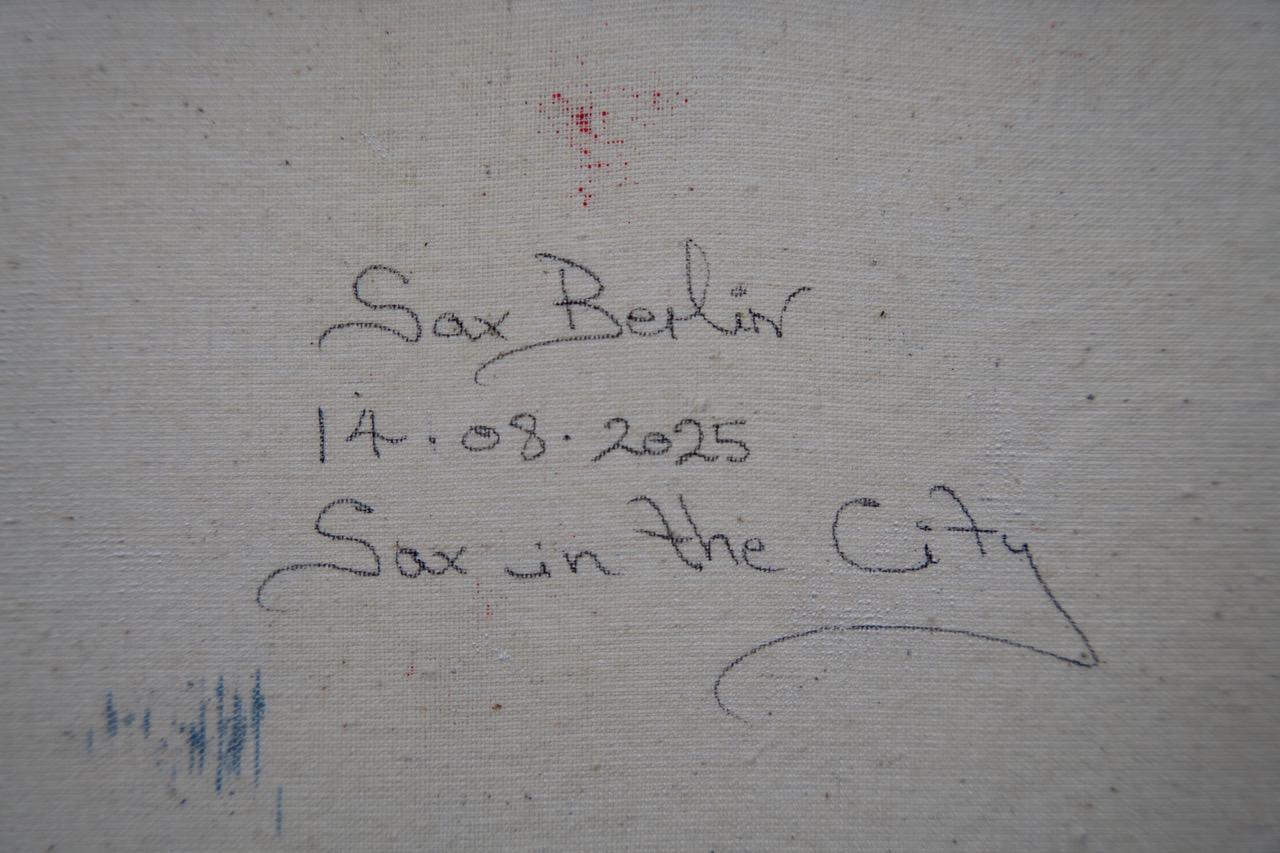 Sax Berlin
14.08.2025
Sax in the City